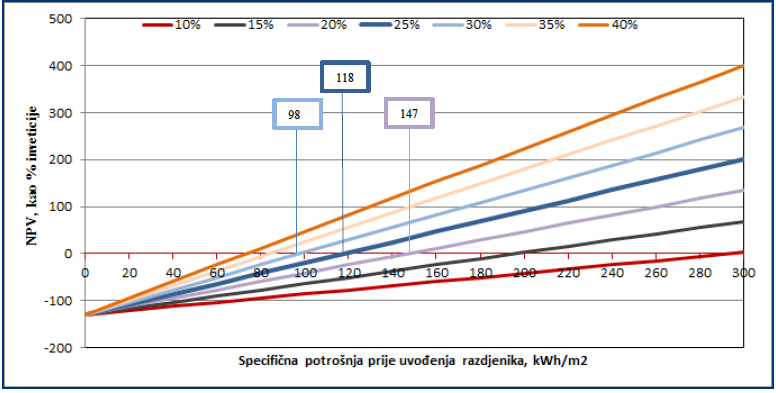 500
400
300
200
100
0
-100
-200
10% 15% 20% 25% 30% 35% 40%
118
98
147
NPV, kao % investicije
0 20 40 60 80 100 120 140 160 180 200 220 240 260 280 300
Specifična potrošnja prije uvođenja razdjenika, kWh/m2